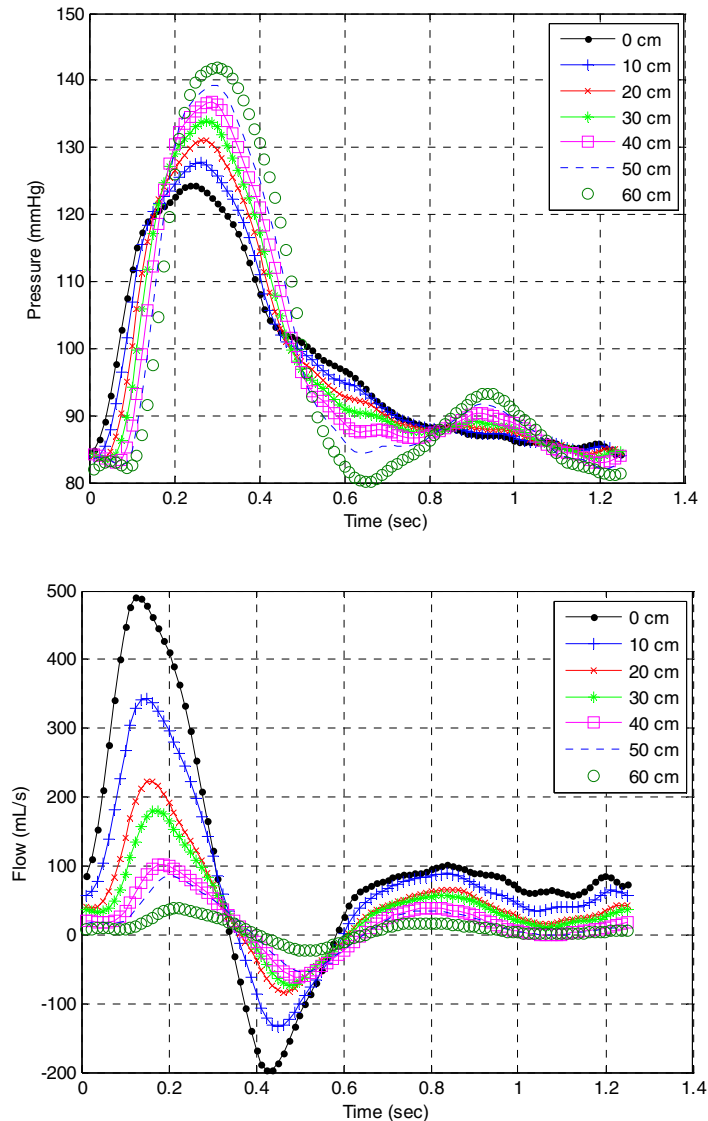 150
140
130
120
110
100
90
80
Pressure (mmHg)
0 cm
10 cm
20 cm
30 cm
40 cm
50 cm
60 cm
0 0.2 0.4 0.6 0.8 1 1.2 1.4
Time (sec)
500
400
300
200
100
0
-100
-200
Flow (mL/s)
0 cm
10 cm
20 cm
30 cm
40 cm
50 cm
60 cm
0 0.2 0.4 0.6 0.8 1 1.2 1.4
Time (sec)